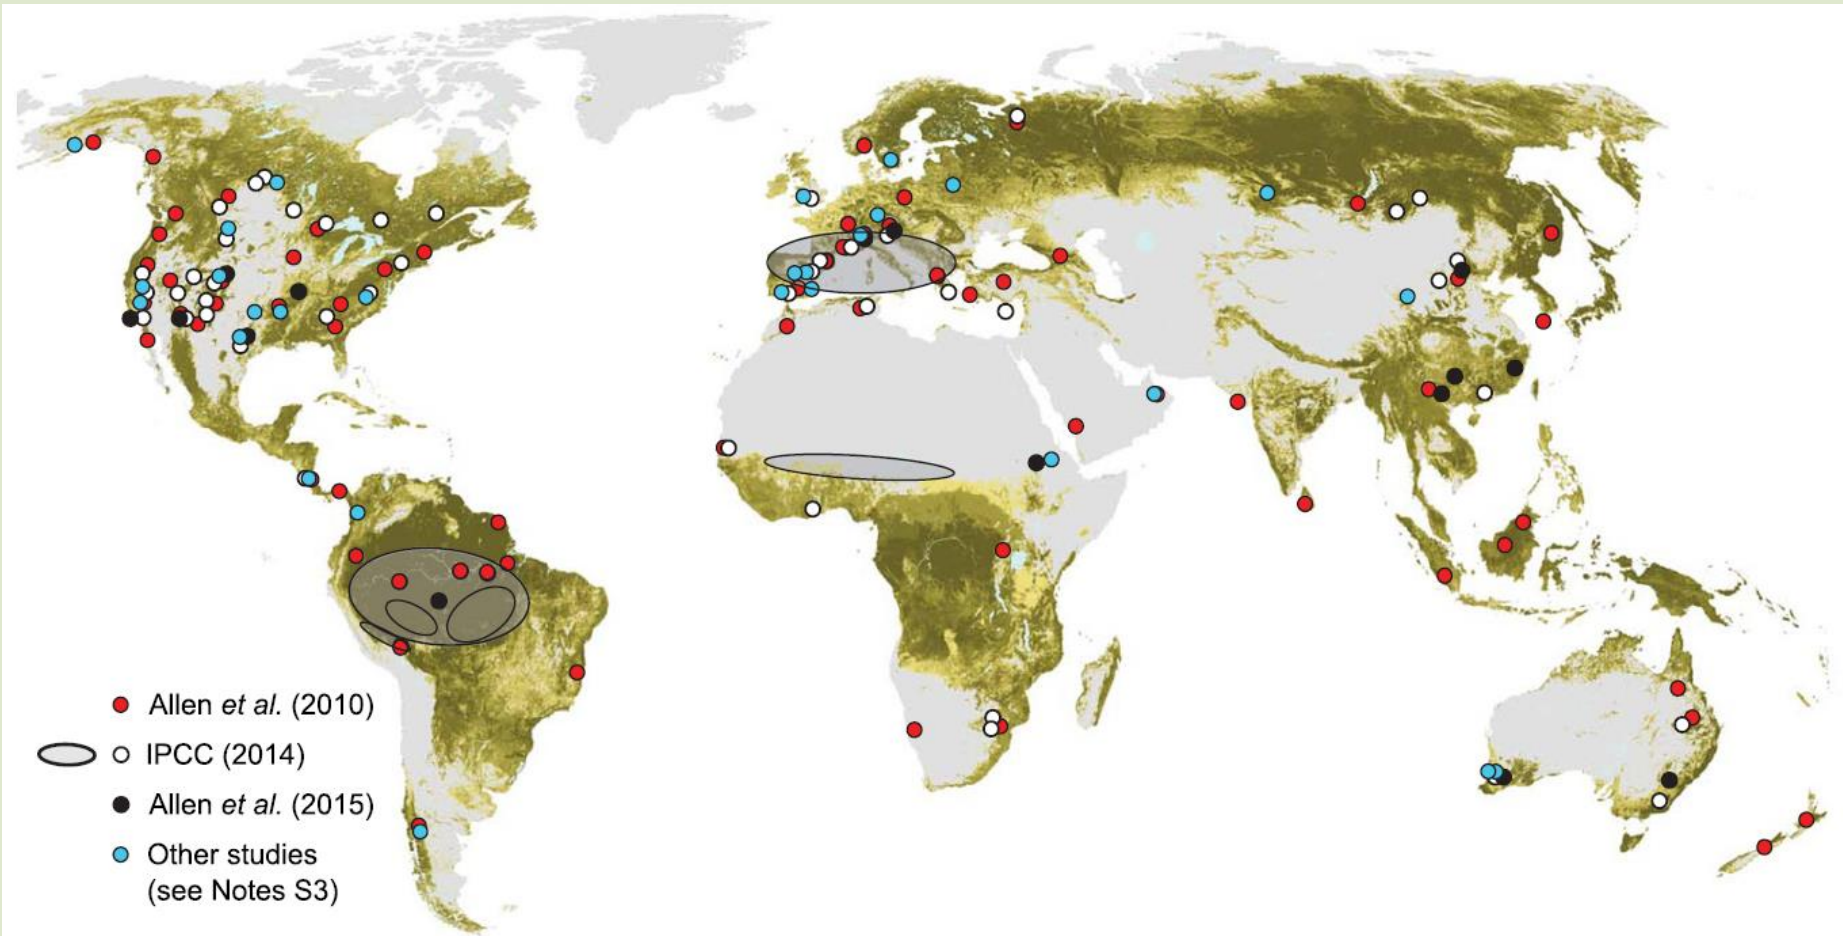 Allen et al. (2010)
IPCC (2014)
Allen et al. (2015)
Other studies
(see Notes S3)